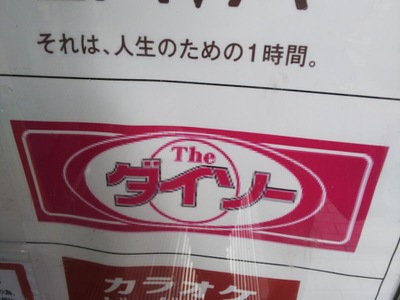 それは、人生のための1時間。
The
ダイソー
カラオケ